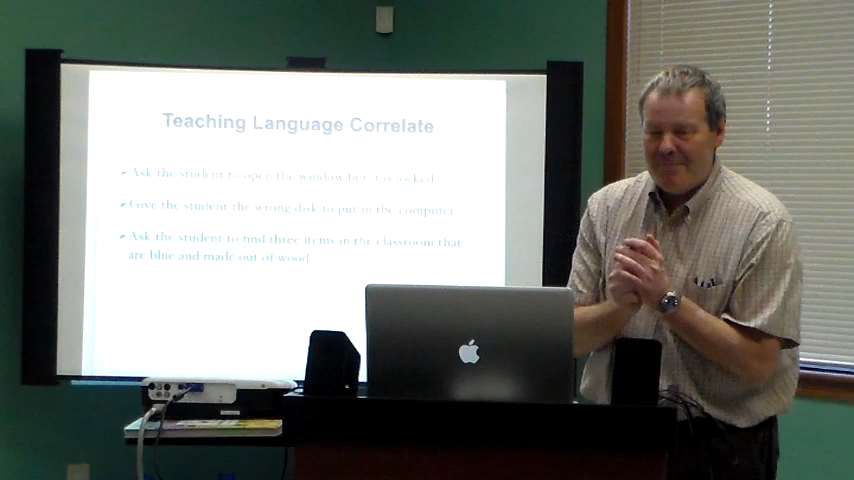 Teaching Language Correlate
Ask the student to open the window but it is locked
Give the student the wrong disk to put in the computer
Ask the student to find three items in the classroom that
are blue and made out of wood